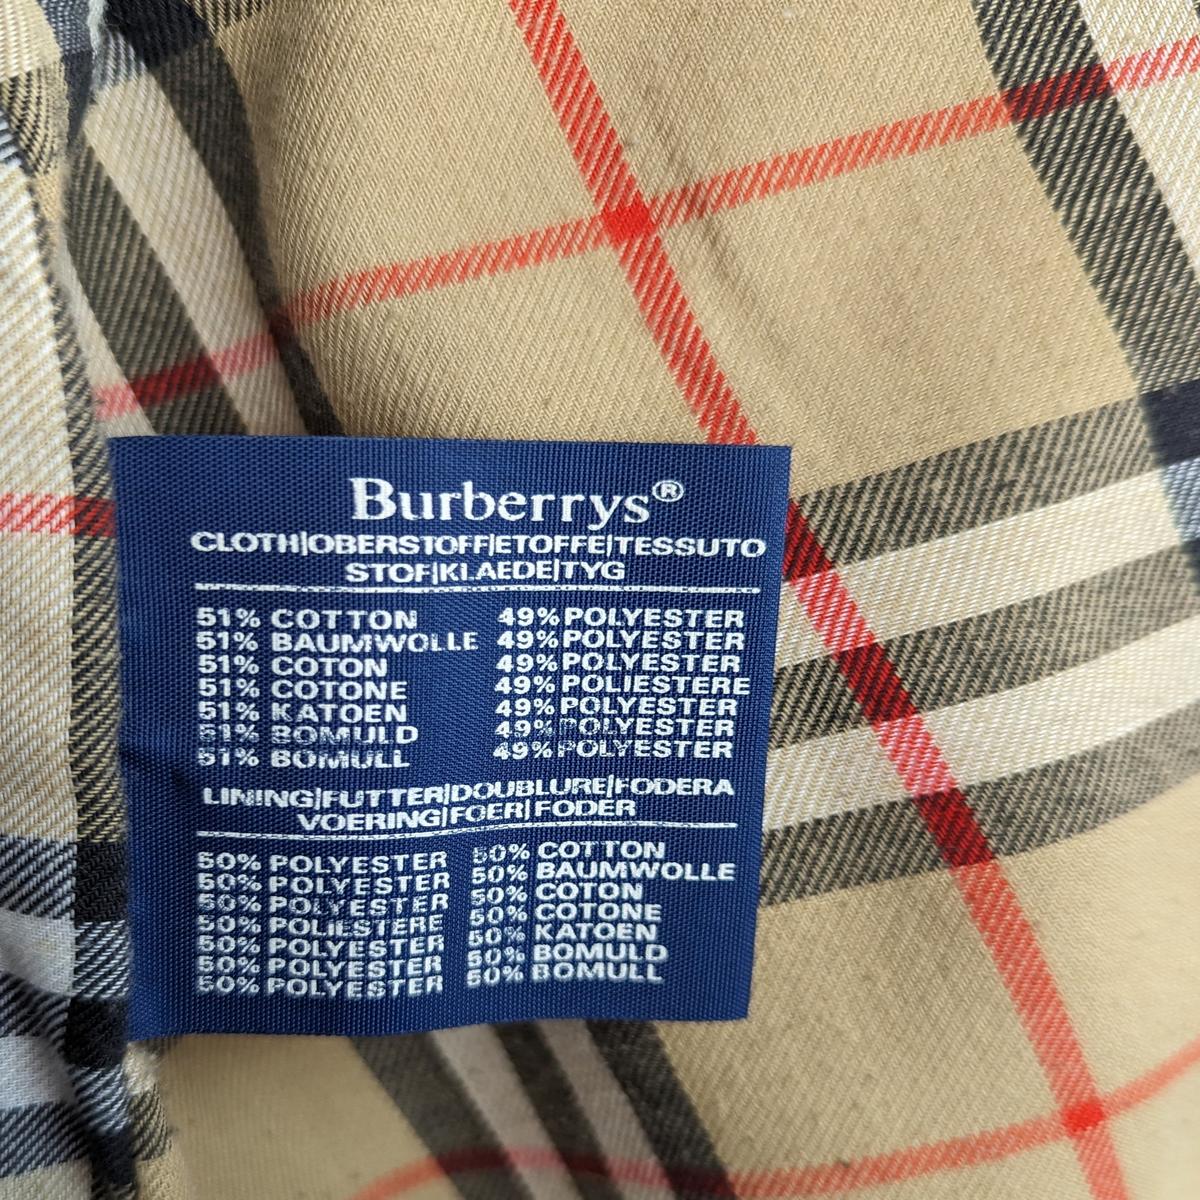 Burberrys®
CLOTH|OBERSTOFF|ETOFFE|TESSUTO
STOF|KLAEDE|TYG
51% COTTON 49% POLYESTER
51% BAUMWOLLE 49% POLYESTER
51% COTON 49% POLYESTER
51% COTONE 49% POLIESTERE
51% KATOEN 49% POLYESTER
51% BOMULD 49% POLYESTER
51% BOMULL 49% POLYESTER
LINING|FUTTER|DOUBLURE|FODERA
VOERING|FOER|FODER
50% POLYESTER 50% COTTON
50% POLYESTER 50% BAUMWOLLE
50% POLYESTER 50% COTON
50% POLIESTERE 50% COTONE
50% POLYESTER 50% KATOEN
50% POLYESTER 50% BOMULD
50% POLYESTER 50% BOMULL